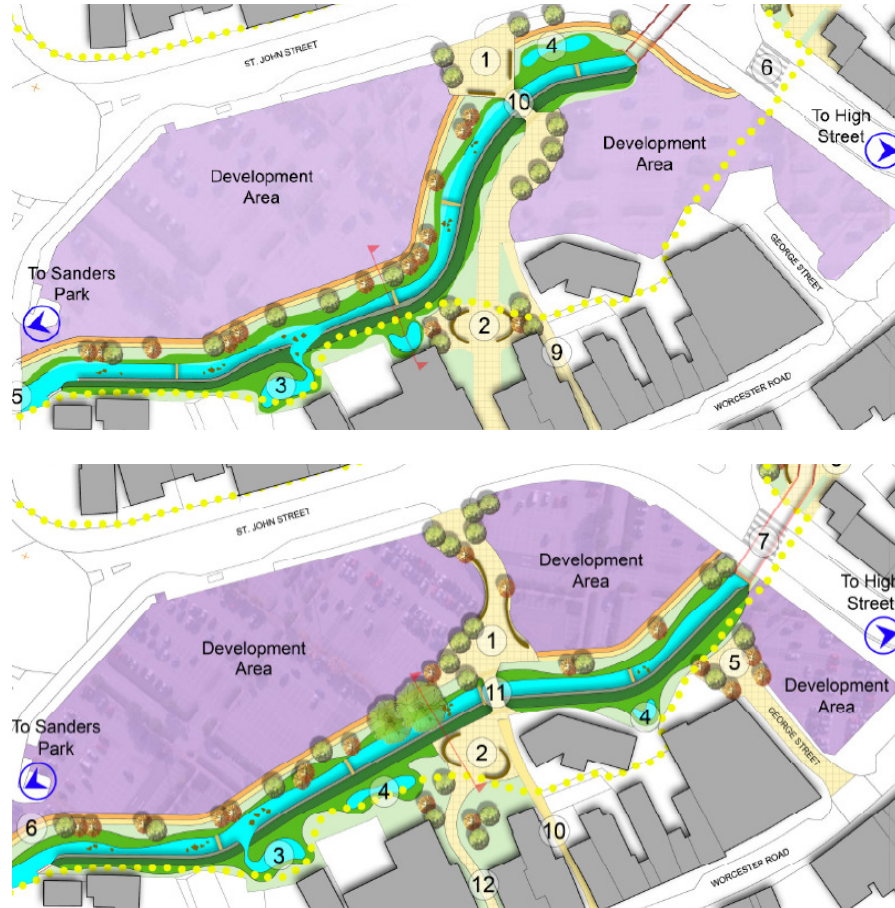 ST. JOHN STREET
1
4
6
10
To High
Street
Development
Area
Development
Area
GEORGE STREET
To Sanders
Park
2
9
3
5
WORCESTER ROAD
ST. JOHN STREET
7
Development
Area
To High
Street
Development
Area
1
5
11
Development
Area
4
GEORGE STREET
To Sanders
Park
2
4
6
10
3
12
WORCESTER ROAD